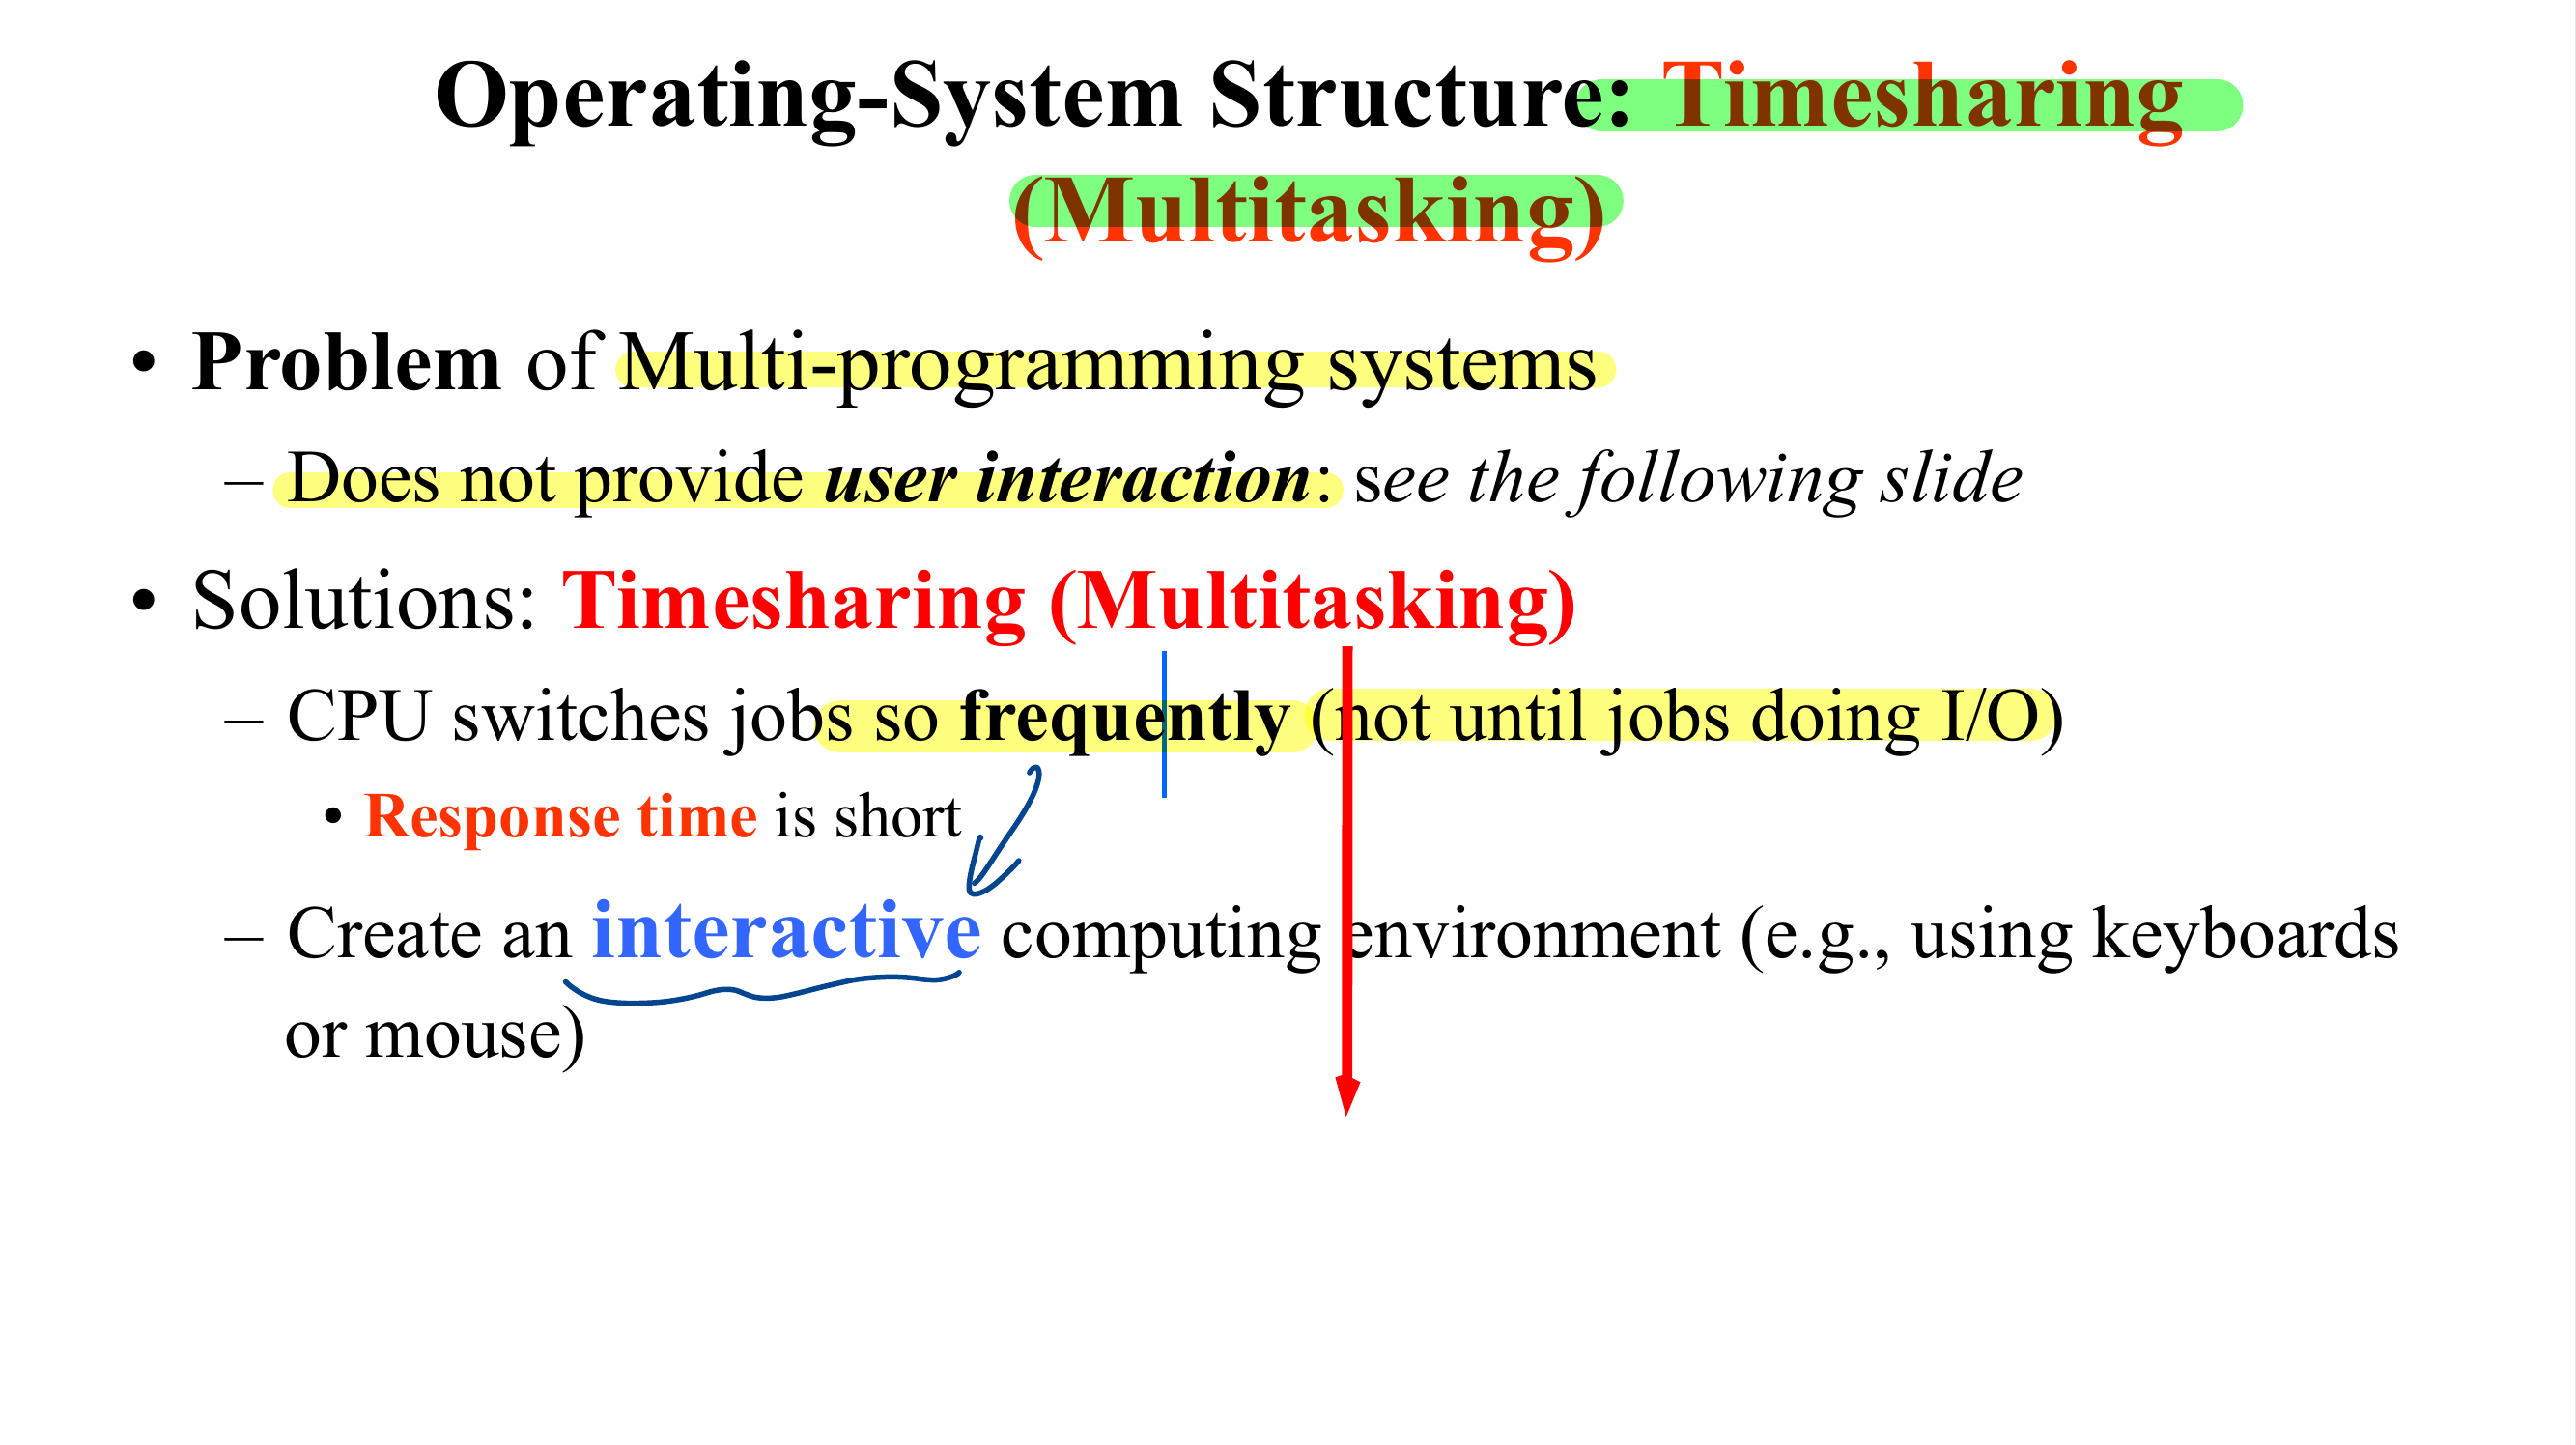 Operating-System Structure: Timesharing
(Multitasking)
• Problem of Multi-programming systems
– Does not provide user interaction: see the following slide
• Solutions: Timesharing (Multitasking)
– CPU switches jobs so frequently (not until jobs doing I/O)
• Response time is short
– Create an interactive computing environment (e.g., using keyboards
or mouse)